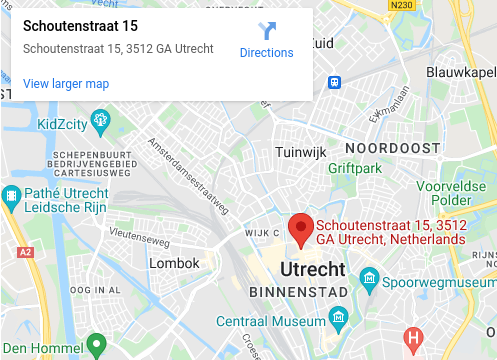 Schoutenstraat 15
Schoutenstraat 15, 3512 GA Utrecht
Directions
View larger map
N230
Zuid
Blauwkapel
KidZcity
Eykmanlaan
SCHEPENBUURT
BEDRIJVENGEBIED
CARTESIUSWEG
Amsterdamsestraatweg
Tuinwijk
NOORDOOST
Griftpark
Pathé Utrecht
Leidsche Rijn
Voorveldse
Polder
Schoutenstraat 15, 3512
GA Utrecht, Netherlands
Vleutenseweg
WIJK C
A2
Lombok
Utrecht
BINNENSTAD
Spoorwegmuseum
RIJNS
OOG IN AL
Centraal Museum
Croese
Den Hommel
H